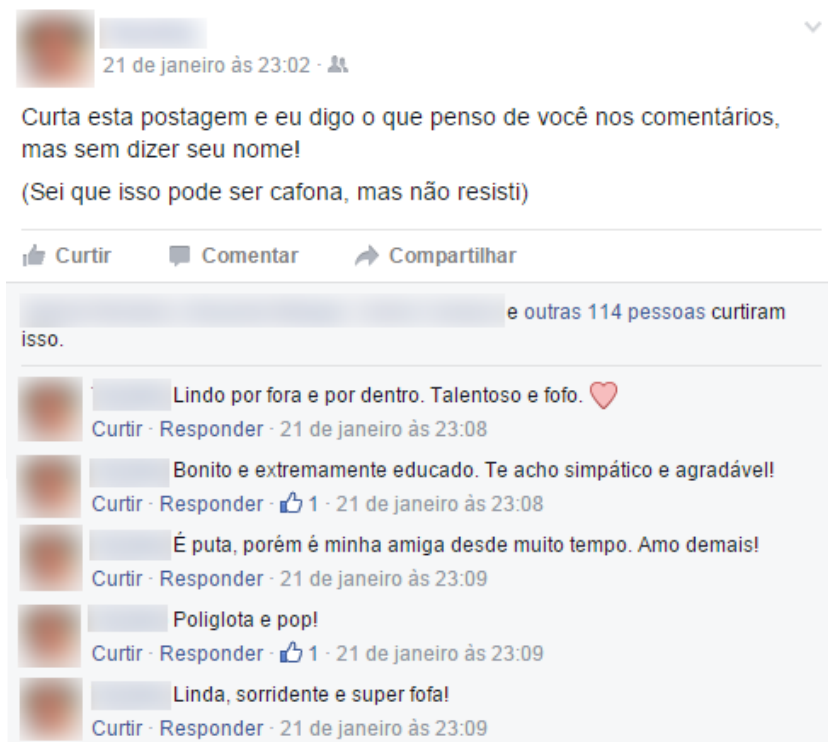 21 de janeiro às 23:02 ·
Curta esta postagem e eu digo o que penso de você nos comentários,
mas sem dizer seu nome!
(Sei que isso pode ser cafona, mas não resisti)
Curtir Comentar Compartilhar
e outras 114 pessoas curtiram
isso.
Lindo por fora e por dentro. Talentoso e fofo.
Curtir · Responder · 21 de janeiro às 23:08
Bonito e extremamente educado. Te acho simpático e agradável!
Curtir · Responder · 1 · 21 de janeiro às 23:08
É puta, porém é minha amiga desde muito tempo. Amo demais!
Curtir · Responder · 21 de janeiro às 23:09
Poliglota e pop!
Curtir · Responder · 1 · 21 de janeiro às 23:09
Linda, sorridente e super fofa!
Curtir · Responder · 21 de janeiro às 23:09